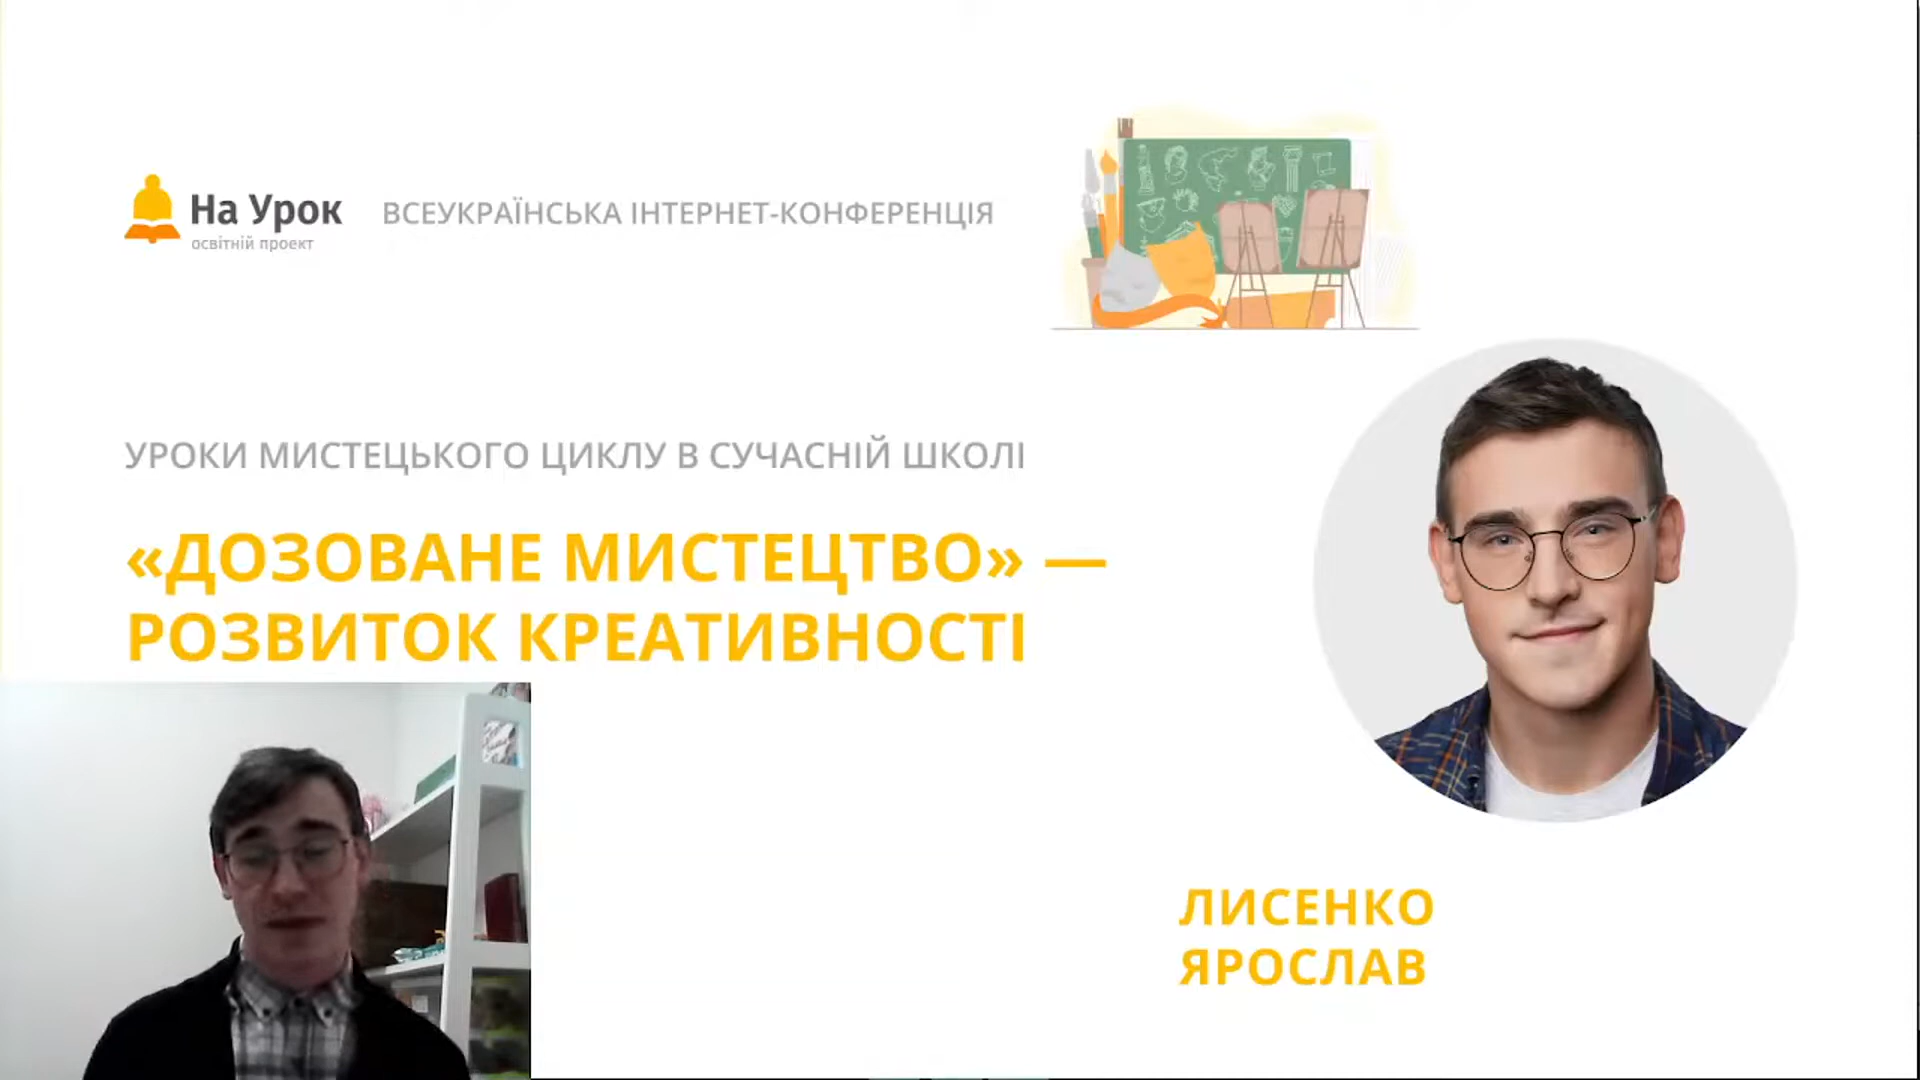 На Урок
освітній проект
ВСЕУКРАЇНСЬКА ІНТЕРНЕТ-КОНФЕРЕНЦІЯ
УРОКИ МИСТЕЦЬКОГО ЦИКЛУ В СУЧАСНІЙ ШКОЛІ
«ДОЗОВАНЕ МИСТЕЦТВО» —
РОЗВИТОК КРЕАТИВНОСТІ
ЛИСЕНКО
ЯРОСЛАВ